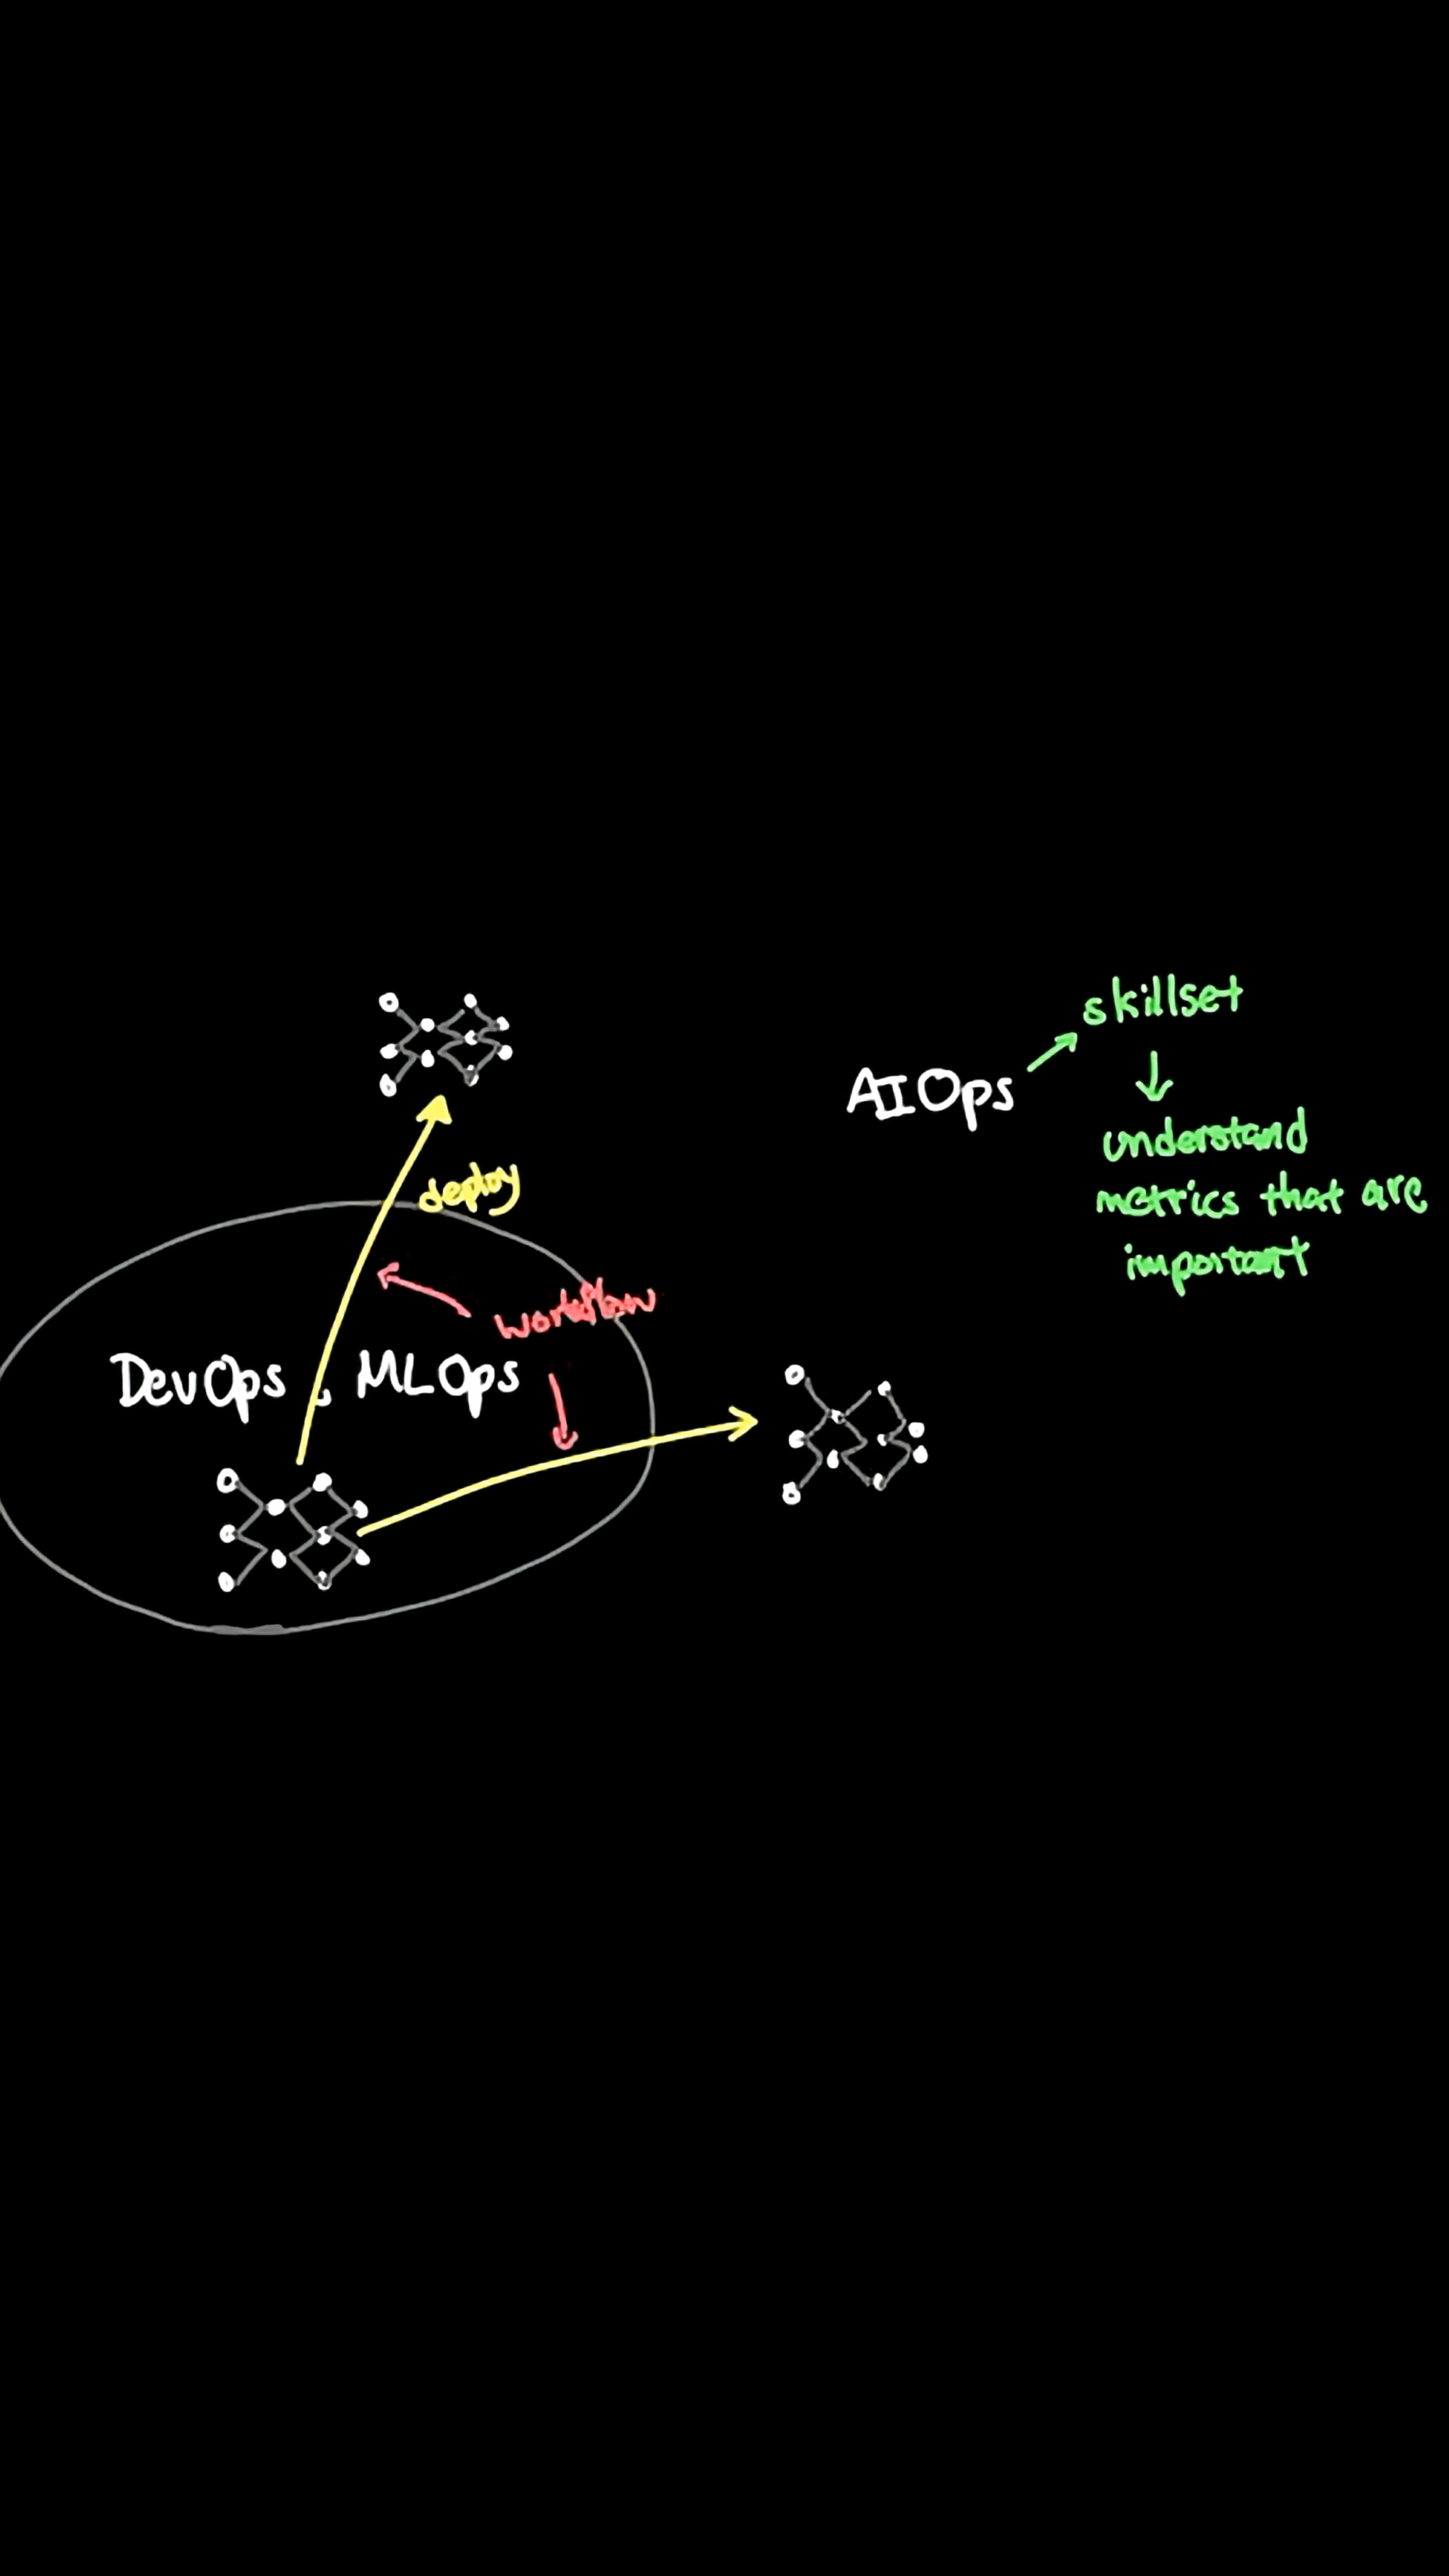 skillset
AIOps
understand
metrics that are
important
deploy
workflow
DevOps, MLOps